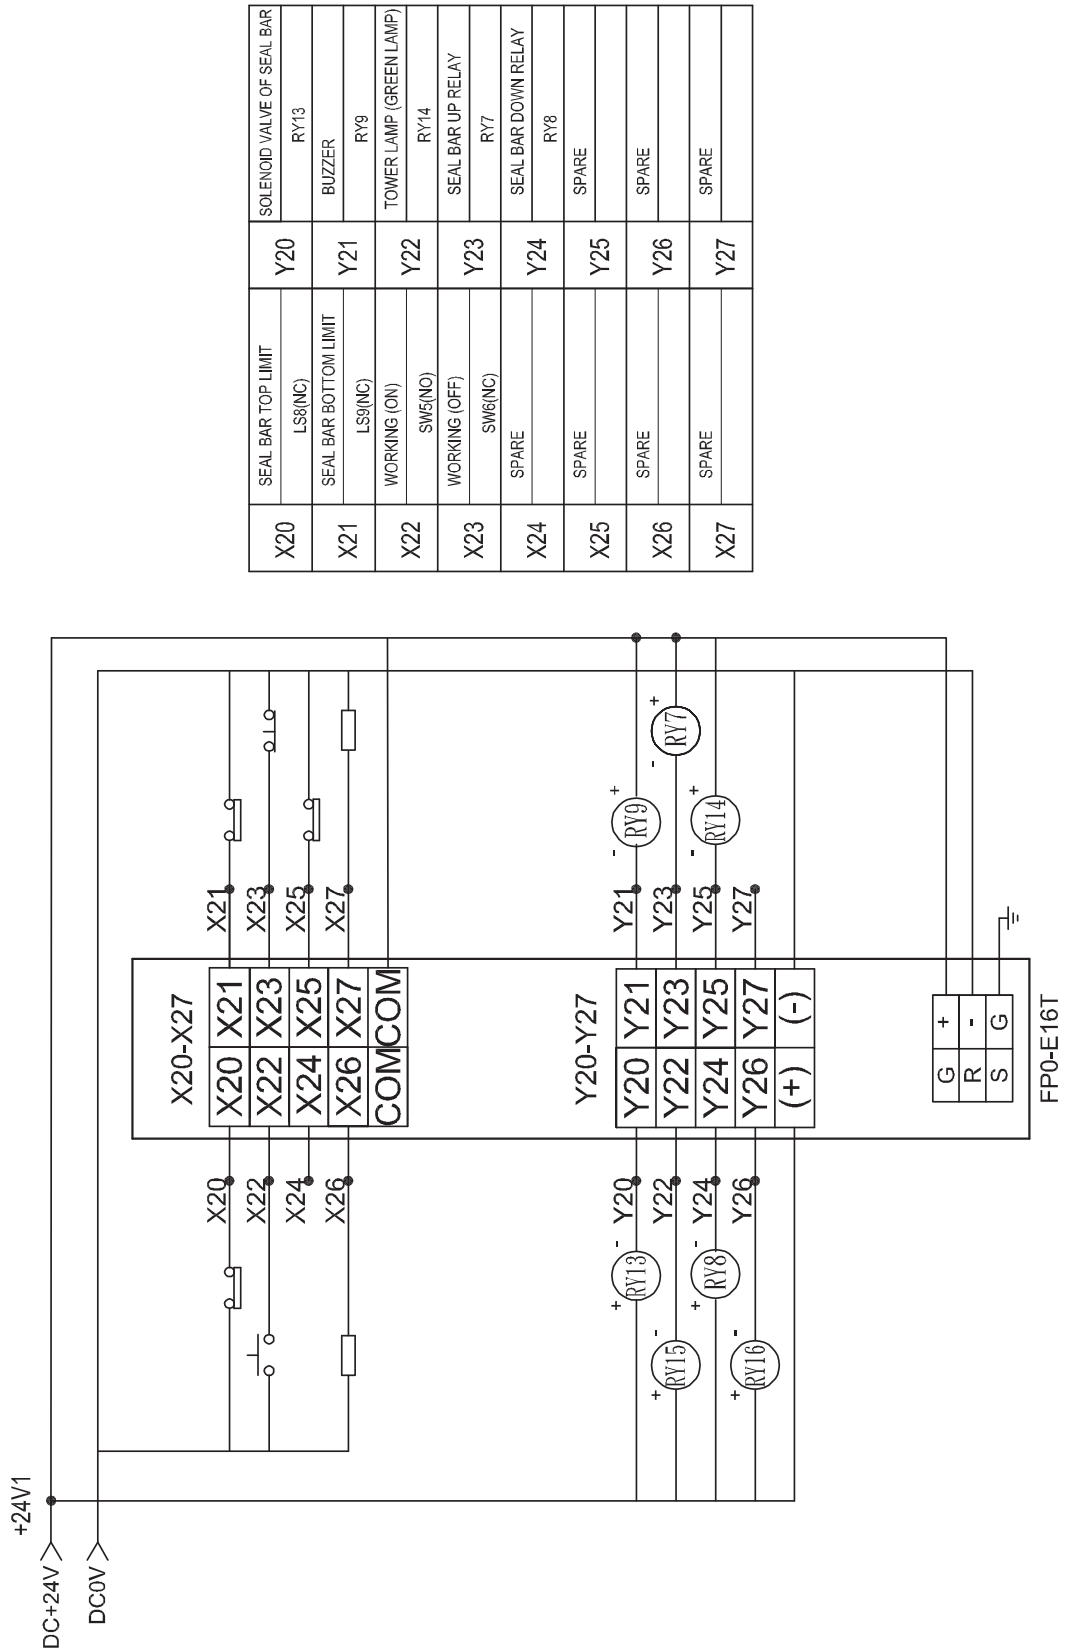 +24V1
DC+24V
DC0V
X20
X22
X24
X26
X20-X27
X20 X21
X22 X23
X24 X25
X26 X27
COM COM
X21
X23
X25
X27
Y20
Y22
Y24
Y26
- RY13 +
- RY15 +
- RY8 +
- RY16 +
Y20-Y27
Y20 Y21
Y22 Y23
Y24 Y25
Y26 Y27
(+) (-)
Y21
Y23
Y25
Y27
- RY9 +
- RY7 +
- RY14 +
G +
R -
S G
FP0-E16T
X20 SEAL BAR TOP LIMIT Y20 SOLENOID VALVE OF SEAL BAR
LS8(NC) RY13
X21 SEAL BAR BOTTOM LIMIT Y21 BUZZER
LS9(NC) RY9
X22 WORKING (ON) Y22 TOWER LAMP (GREEN LAMP)
SW5(NO) RY14
X23 WORKING (OFF) Y23 SEAL BAR UP RELAY
SW6(NC) RY7
X24 SPARE Y24 SEAL BAR DOWN RELAY
RY8
X25 SPARE Y25 SPARE
X26 SPARE Y26 SPARE
X27 SPARE Y27 SPARE